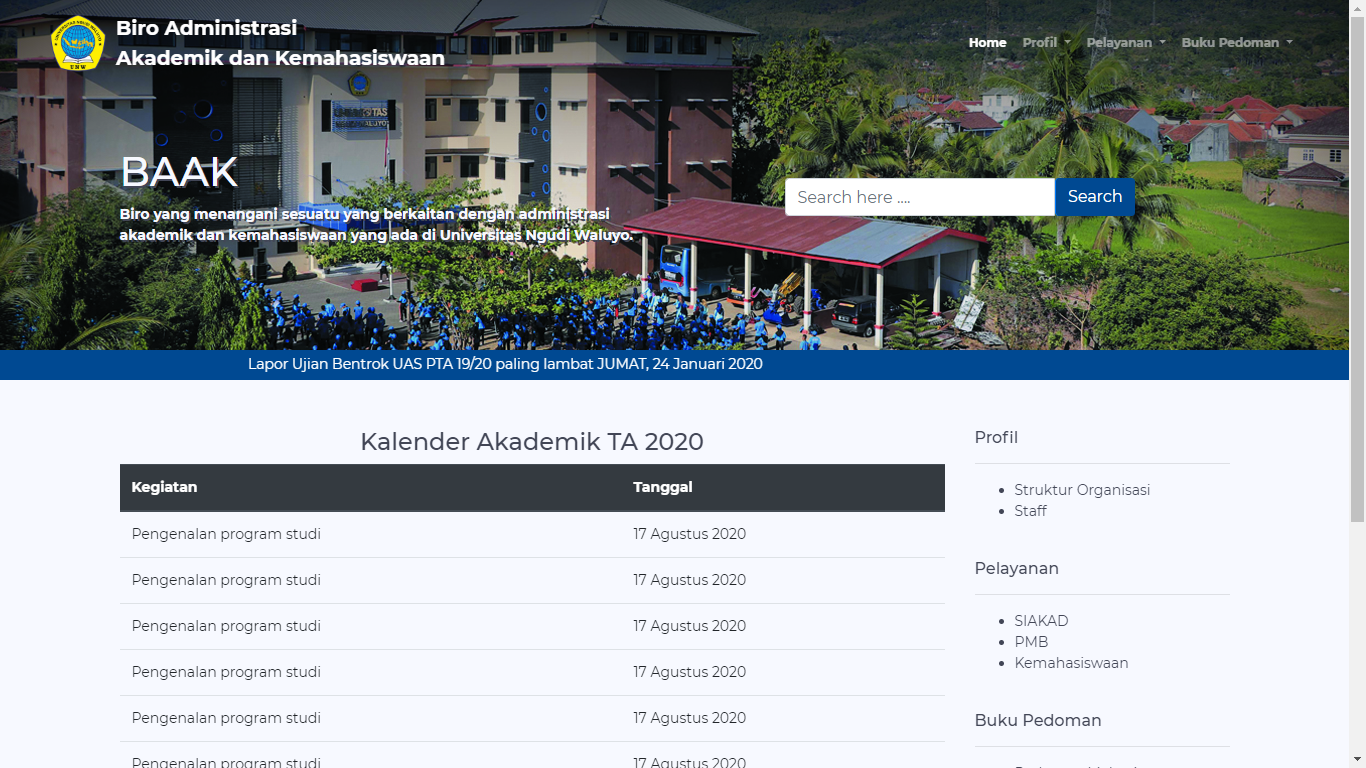 Biro Administrasi
Akademik dan Kemahasiswaan
Home Profil Pelayanan Buku Pedoman
UNW
BAAK
Biro yang menangani sesuatu yang berkaitan dengan administrasi
akademik dan kemahasiswaan yang ada di Universitas Ngudi Waluyo.
Search here .... Search
Lapor Ujian Bentrok UAS PTA 19/20 paling lambat JUMAT, 24 Januari 2020
Kalender Akademik TA 2020
Kegiatan Tanggal
Pengenalan program studi 17 Agustus 2020
Pengenalan program studi 17 Agustus 2020
Pengenalan program studi 17 Agustus 2020
Pengenalan program studi 17 Agustus 2020
Pengenalan program studi 17 Agustus 2020
Pengenalan program studi 17 Agustus 2020
Profil
Struktur Organisasi
Staff
Pelayanan
SIAKAD
PMB
Kemahasiswaan
Buku Pedoman